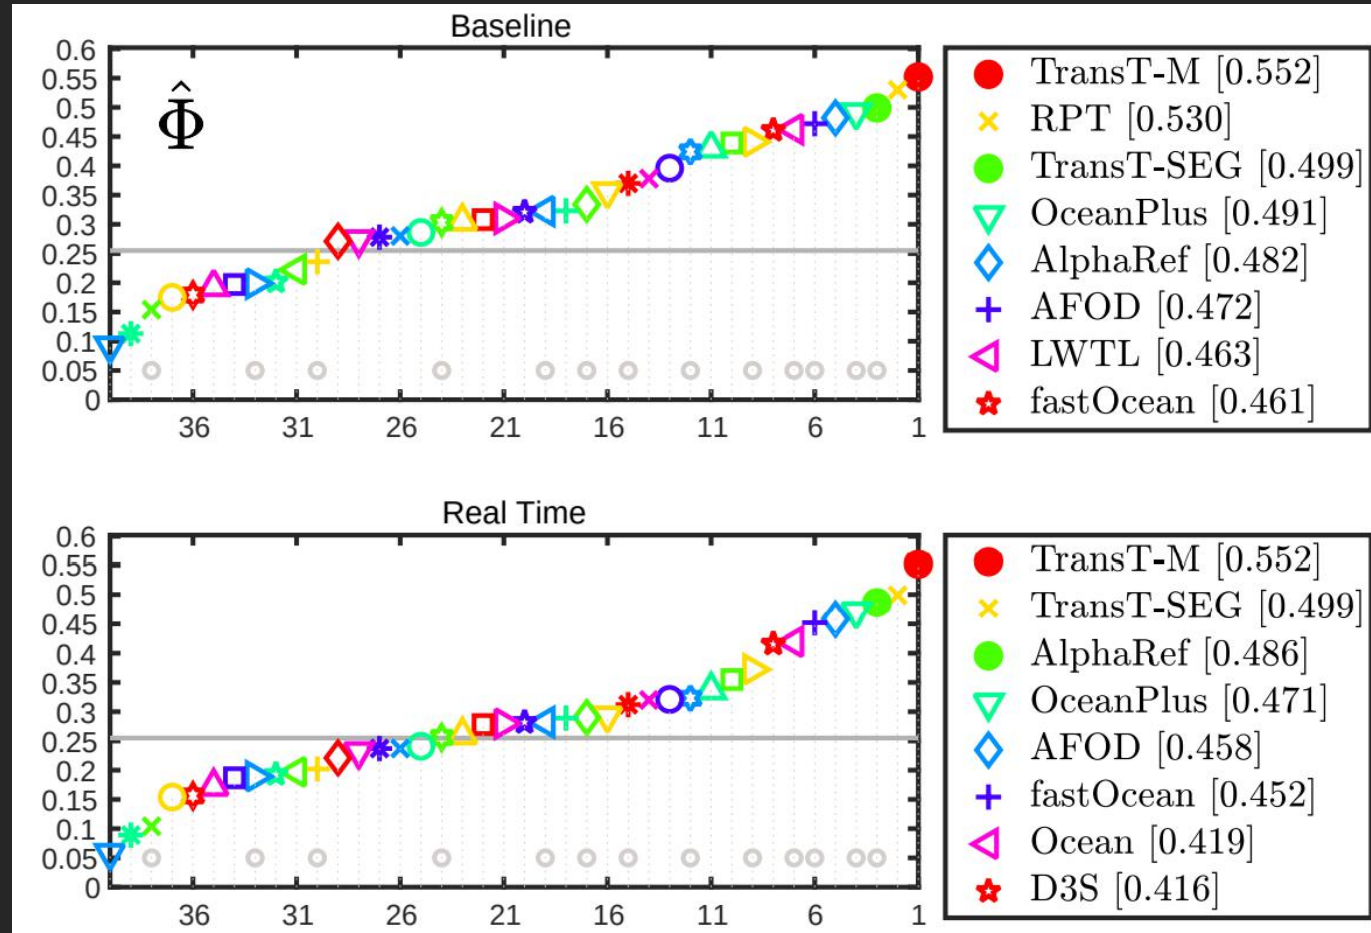 Baseline
Φ̂
0.6
0.55
0.5
0.45
0.4
0.35
0.3
0.25
0.2
0.15
0.1
0.05
0
36 31 26 21 16 11 6 1
TransT-M [0.552]
RPT [0.530]
TransT-SEG [0.499]
OceanPlus [0.491]
AlphaRef [0.482]
AFOD [0.472]
LWTL [0.463]
fastOcean [0.461]
Real Time
0.6
0.55
0.5
0.45
0.4
0.35
0.3
0.25
0.2
0.15
0.1
0.05
0
36 31 26 21 16 11 6 1
TransT-M [0.552]
TransT-SEG [0.499]
AlphaRef [0.486]
OceanPlus [0.471]
AFOD [0.458]
fastOcean [0.452]
Ocean [0.419]
D3S [0.416]